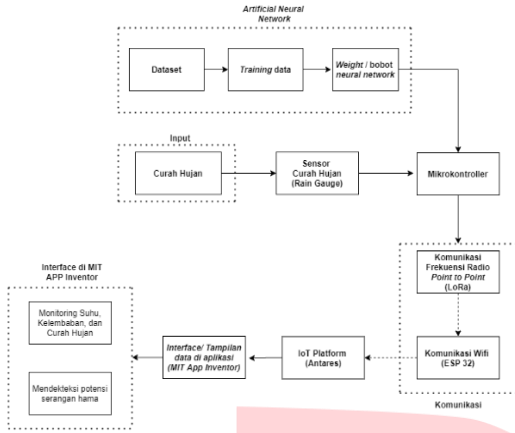 Artificial Neural
Network
Dataset
Training data
Weight / bobot
neural network
Input
Curah Hujan
Sensor
Curah Hujan
(Rain Gauge)
Mikrokontroller
Komunikasi
Frekuensi Radio
Point to Point
(LoRa)
Interface di MIT
APP Inventor
Monitoring Suhu,
Kelembaban, dan
Curah Hujan
Mendekteksi potensi
serangan hama
Interface/ Tampilan
data di aplikasi
(MIT App Inventor)
IoT Platform
(Antares)
Komunikasi Wifi
(ESP 32)
Komunikasi